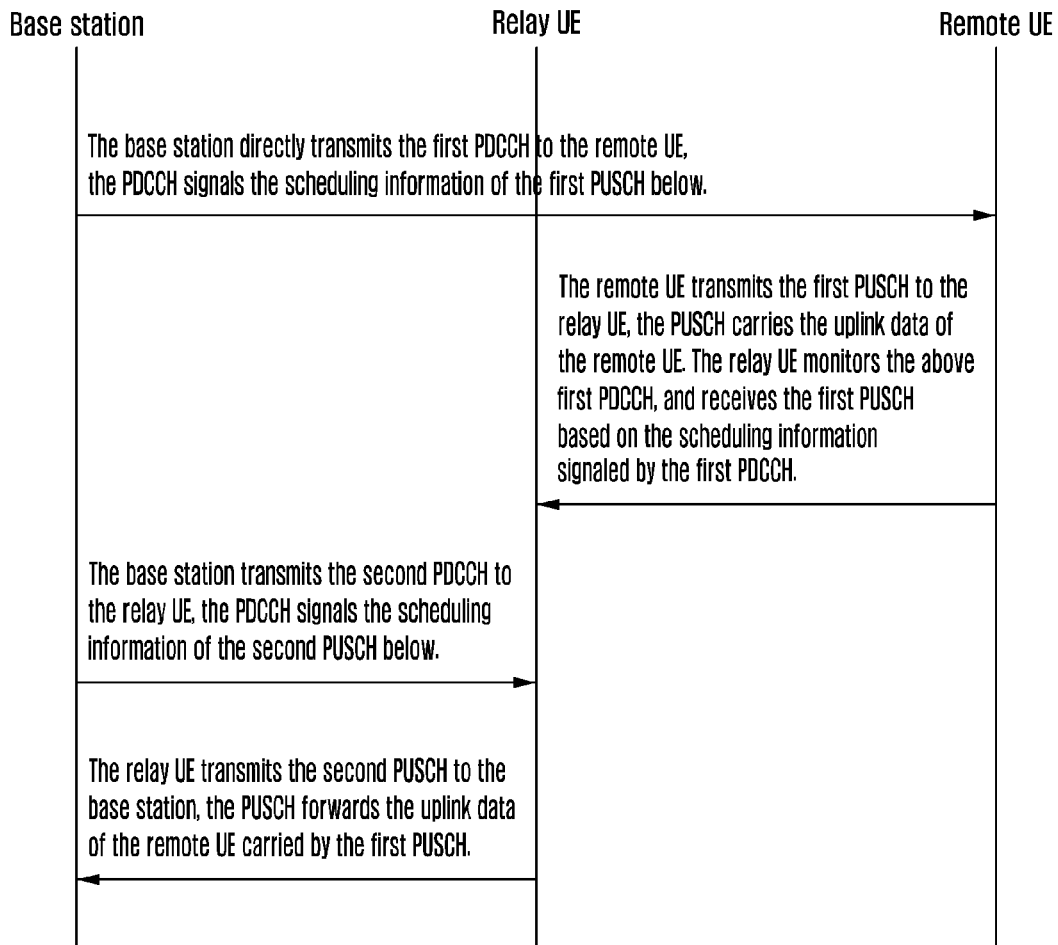 Base station
Relay UE
Remote UE
The base station directly transmits the first PDCCH to the remote UE,
the PDCCH signals the scheduling information of the first PUSCH below.
The remote UE transmits the first PUSCH to the
relay UE, the PUSCH carries the uplink data of
the remote UE. The relay UE monitors the above
first PDCCH, and receives the first PUSCH
based on the scheduling information
signaled by the first PDCCH.
The base station transmits the second PDCCH to
the relay UE, the PDCCH signals the scheduling
information of the second PUSCH below.
The relay UE transmits the second PUSCH to the
base station, the PUSCH forwards the uplink data
of the remote UE carried by the first PUSCH.